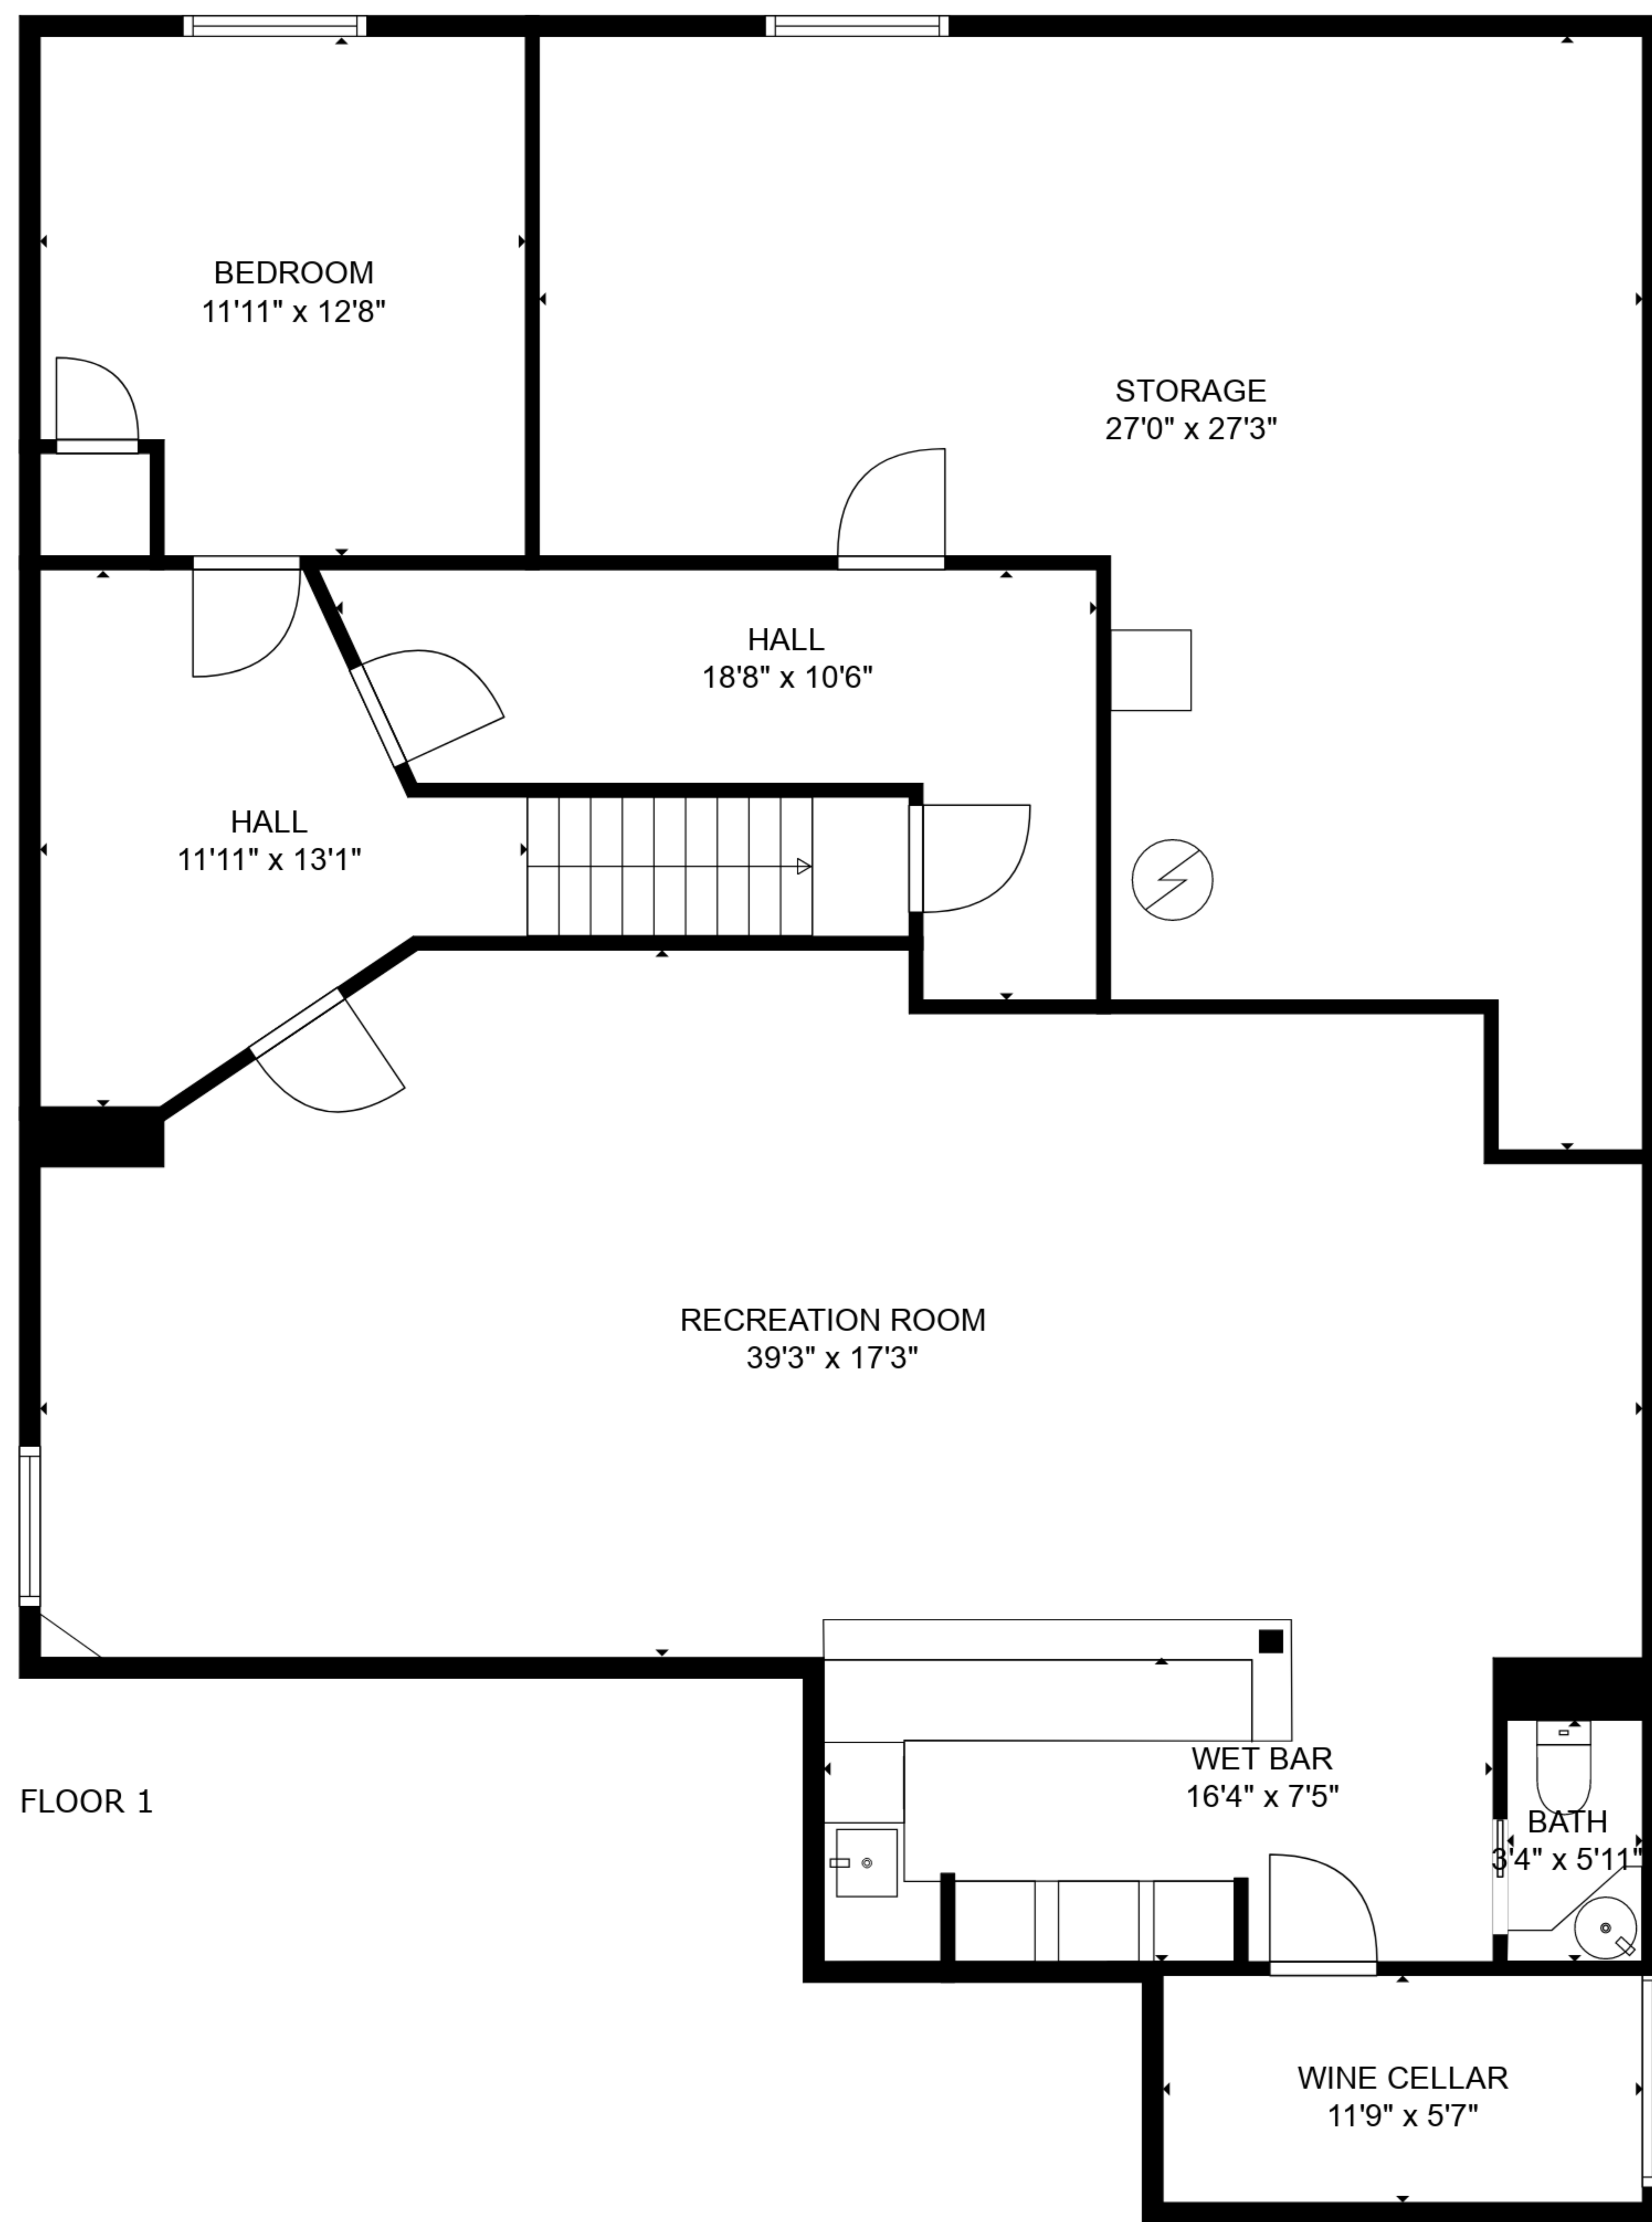 BEDROOM
11'11" x 12'8"
STORAGE
27'0" x 27'3"
HALL
18'8" x 10'6"
HALL
11'11" x 13'1"
RECREATION ROOM
39'3" x 17'3"
WET BAR
16'4" x 7'5"
FLOOR 1
BATH
3'4" x 5'11"
WINE CELLAR
11'9" x 5'7"